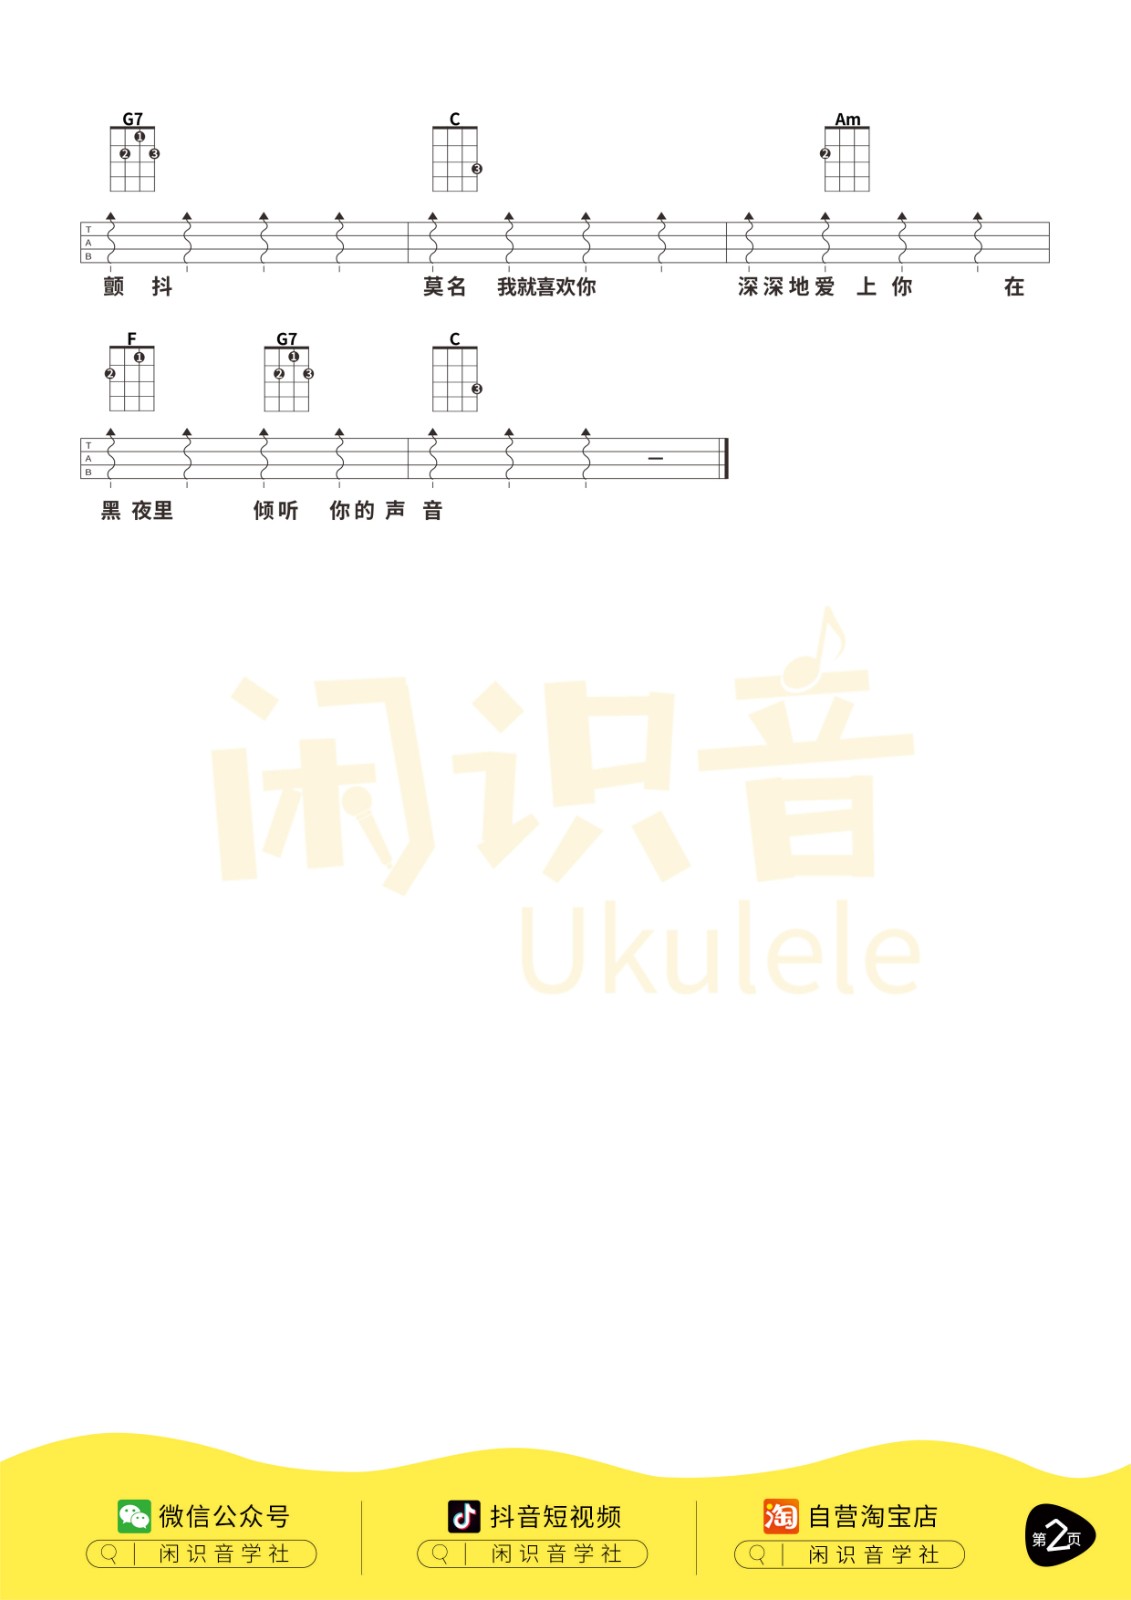 G7 C Am
T
A
B
颤 抖 莫名 我就喜欢你 深深地爱 上 你 在
F G7 C
T
A
B
黑 夜里 倾听 你的 声 音
闲识音
Ukulele
微信公众号 抖音短视频 自营淘宝店
闲识音学社 闲识音学社 闲识音学社
第2页